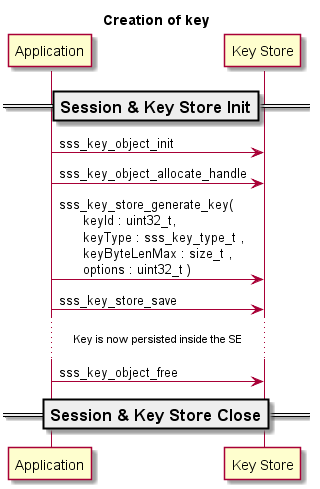 Creation of key
Application
Key Store
Session & Key Store Init
sss_key_object_init
sss_key_object_allocate_handle
sss_key_store_generate_key(
keyId : uint32_t,
keyType : sss_key_type_t ,
keyByteLenMax : size_t ,
options : uint32_t )
sss_key_store_save
Key is now persisted inside the SE
sss_key_object_free
Session & Key Store Close
Application
Key Store